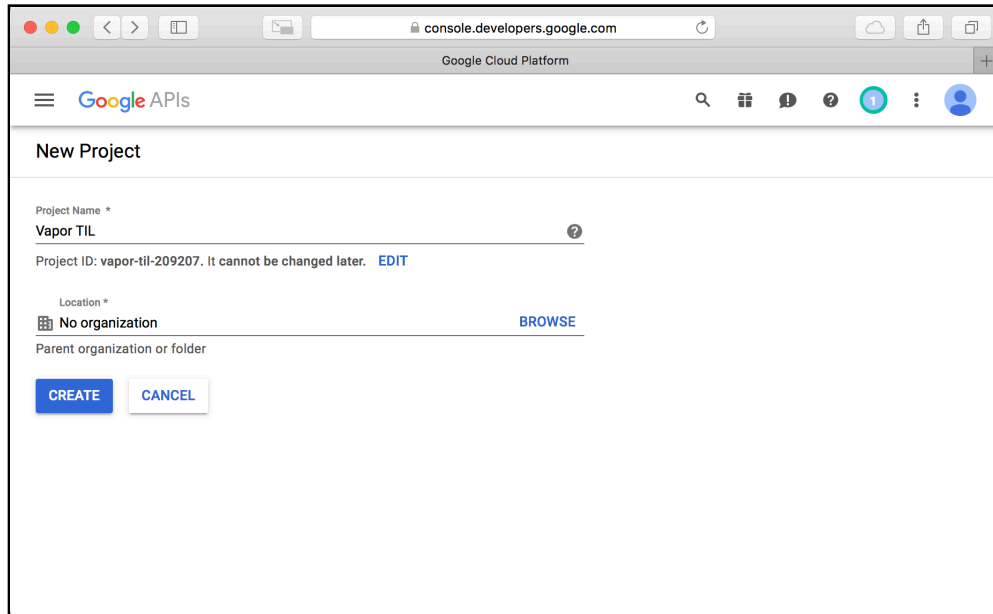 console.developers.google.com
Google Cloud Platform
Google APIs
1
New Project
Project Name *
Vapor TIL
Project ID: vapor-til-209207. It cannot be changed later. EDIT
Location *
No organization BROWSE
Parent organization or folder
CREATE CANCEL